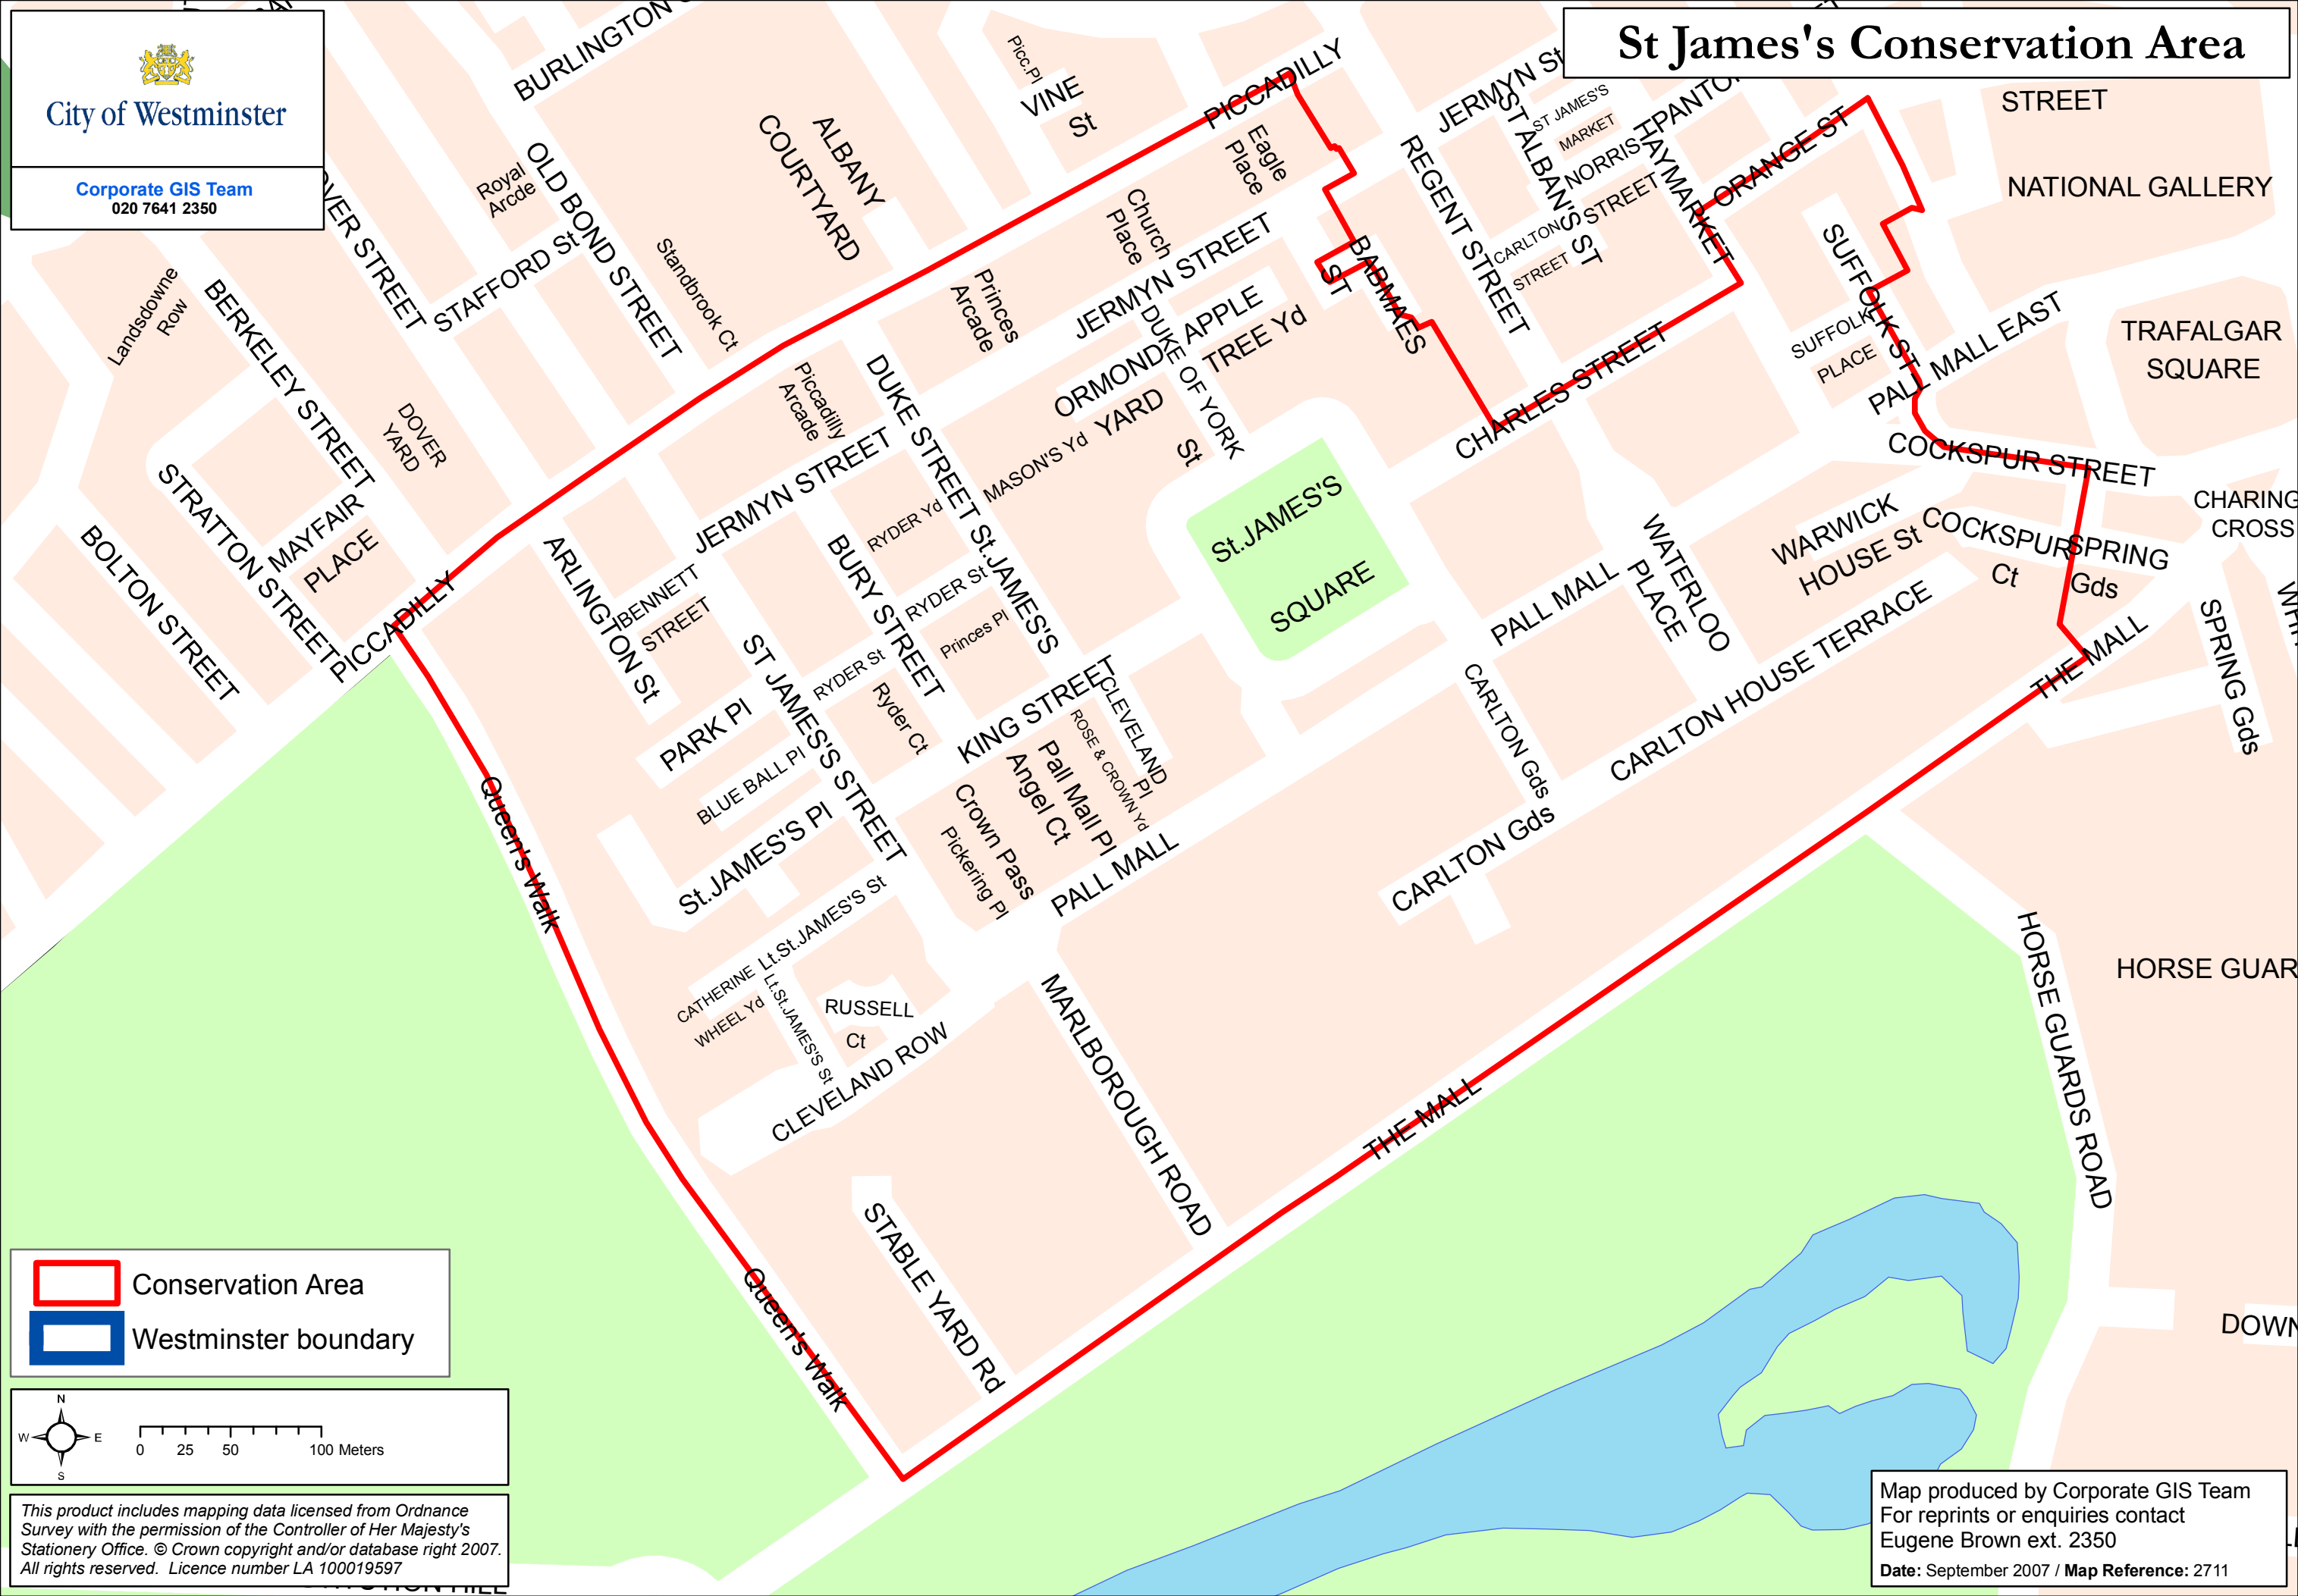 St James's Conservation Area
City of Westminster
Corporate GIS Team
020 7641 2350
BURLINGTON
Picc.Pl
VINE
St
PICCADILLY
JERMYN St
ST JAMES'S
MARKET
PANTON
STREET
NATIONAL GALLERY
ALBANY
COURTYARD
Royal
Arcde
OLD BOND STREET
STAFFORD St
Standbrook Ct
Eagle
Place
Church
Place
REGENT STREET
ST ALBAN'S ST
NORRIS
STREET
HAYMARKET
ORANGE ST
CARLTON
STREET
SUFFOLK ST
SUFFOLK
PLACE
PALL MALL EAST
TRAFALGAR
SQUARE
Landsdowne
Row
BERKELEY STREET
OVER STREET
DOVER
YARD
Princes
Arcade
JERMYN STREET
BABMAES
ST
APPLE
TREE Yd
ORMOND
YARD
DUKE OF YORK
St
MASON'S Yd
CHARLES STREET
COCKSPUR STREET
CHARING
CROSS
Piccadilly
Arcade
DUKE STREET St.JAMES'S
JERMYN STREET
RYDER Yd
BURY STREET
RYDER St
Princes Pl
St.JAMES'S
SQUARE
STRATTON STREET
MAYFAIR
PLACE
BOLTON STREET
PICCADILLY
ARLINGTON St
BENNETT
STREET
PARK Pl
ST JAMES'S STREET
RYDER St
Ryder Ct
BLUE BALL Pl
St.JAMES'S Pl
KING STREET
CLEVELAND
Pl
ROSE & CROWN Yd
Pall Mall Pl
Angel Ct
Crown Pass
Pickering Pl
PALL MALL
PALL MALL
WATERLOO
PLACE
WARWICK
HOUSE St
COCKSPUR
Ct
SPRING
Gds
THE MALL
SPRING Gds
CARLTON HOUSE TERRACE
CARLTON Gds
CARLTON Gds
Queen's Walk
CATHERINE
WHEEL Yd
Lt.St.JAMES'S St
Lt.St.JAMES'S St
RUSSELL
Ct
CLEVELAND ROW
MARLBOROUGH ROAD
STABLE YARD Rd
Queen's Walk
THE MALL
HORSE GUARDS ROAD
HORSE GUAR
DOWN
Conservation Area
Westminster boundary
N
W E
S
0 25 50 100 Meters
This product includes mapping data licensed from Ordnance
Survey with the permission of the Controller of Her Majesty's
Stationery Office. © Crown copyright and/or database right 2007.
All rights reserved. Licence number LA 100019597
Map produced by Corporate GIS Team
For reprints or enquiries contact
Eugene Brown ext. 2350
Date: September 2007 / Map Reference: 2711